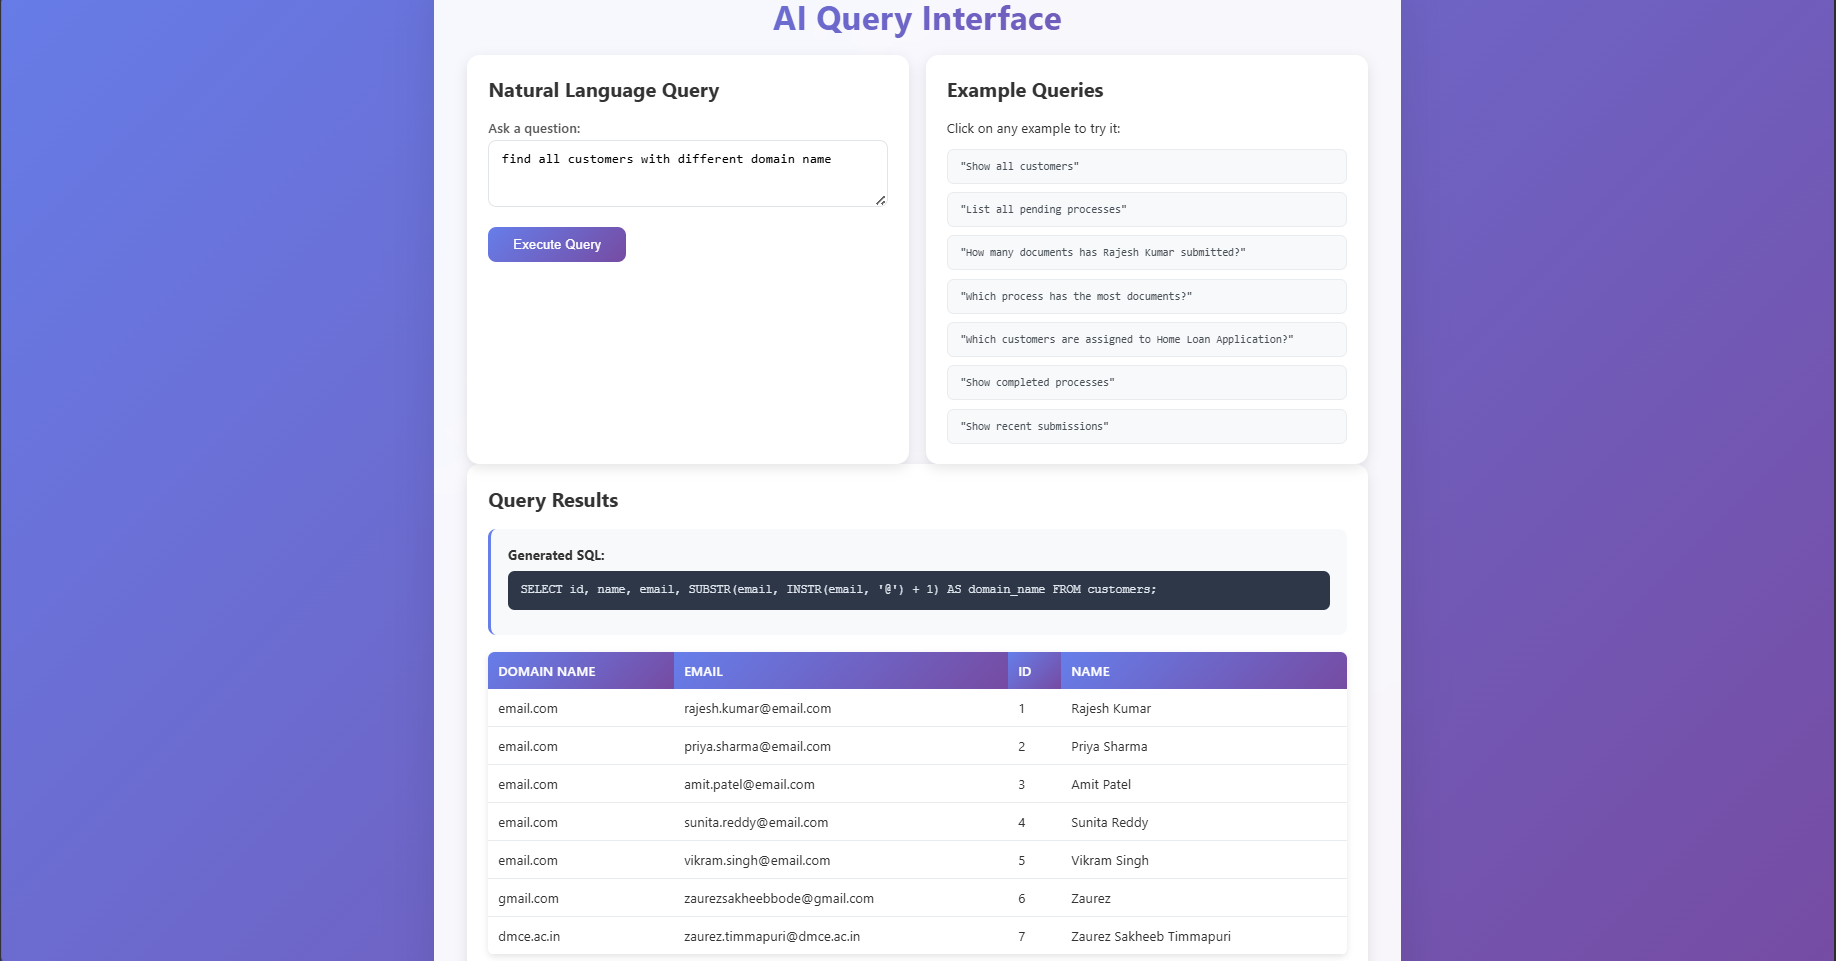 AI Query Interface
Natural Language Query
Ask a question:
find all customers with different domain name
Execute Query
Example Queries
Click on any example to try it:
"Show all customers"
"List all pending processes"
"How many documents has Rajesh Kumar submitted?"
"Which process has the most documents?"
"Which customers are assigned to Home Loan Application?"
"Show completed processes"
"Show recent submissions"
Query Results
Generated SQL:
SELECT id, name, email, SUBSTR(email, INSTR(email, '@') + 1) AS domain_name FROM customers;
DOMAIN NAME EMAIL ID NAME
email.com rajesh.kumar@email.com 1 Rajesh Kumar
email.com priya.sharma@email.com 2 Priya Sharma
email.com amit.patel@email.com 3 Amit Patel
email.com sunita.reddy@email.com 4 Sunita Reddy
email.com vikram.singh@email.com 5 Vikram Singh
gmail.com zaurezsakheebbode@gmail.com 6 Zaurez
dmce.ac.in zaurez.timmapuri@dmce.ac.in 7 Zaurez Sakheeb Timmapuri